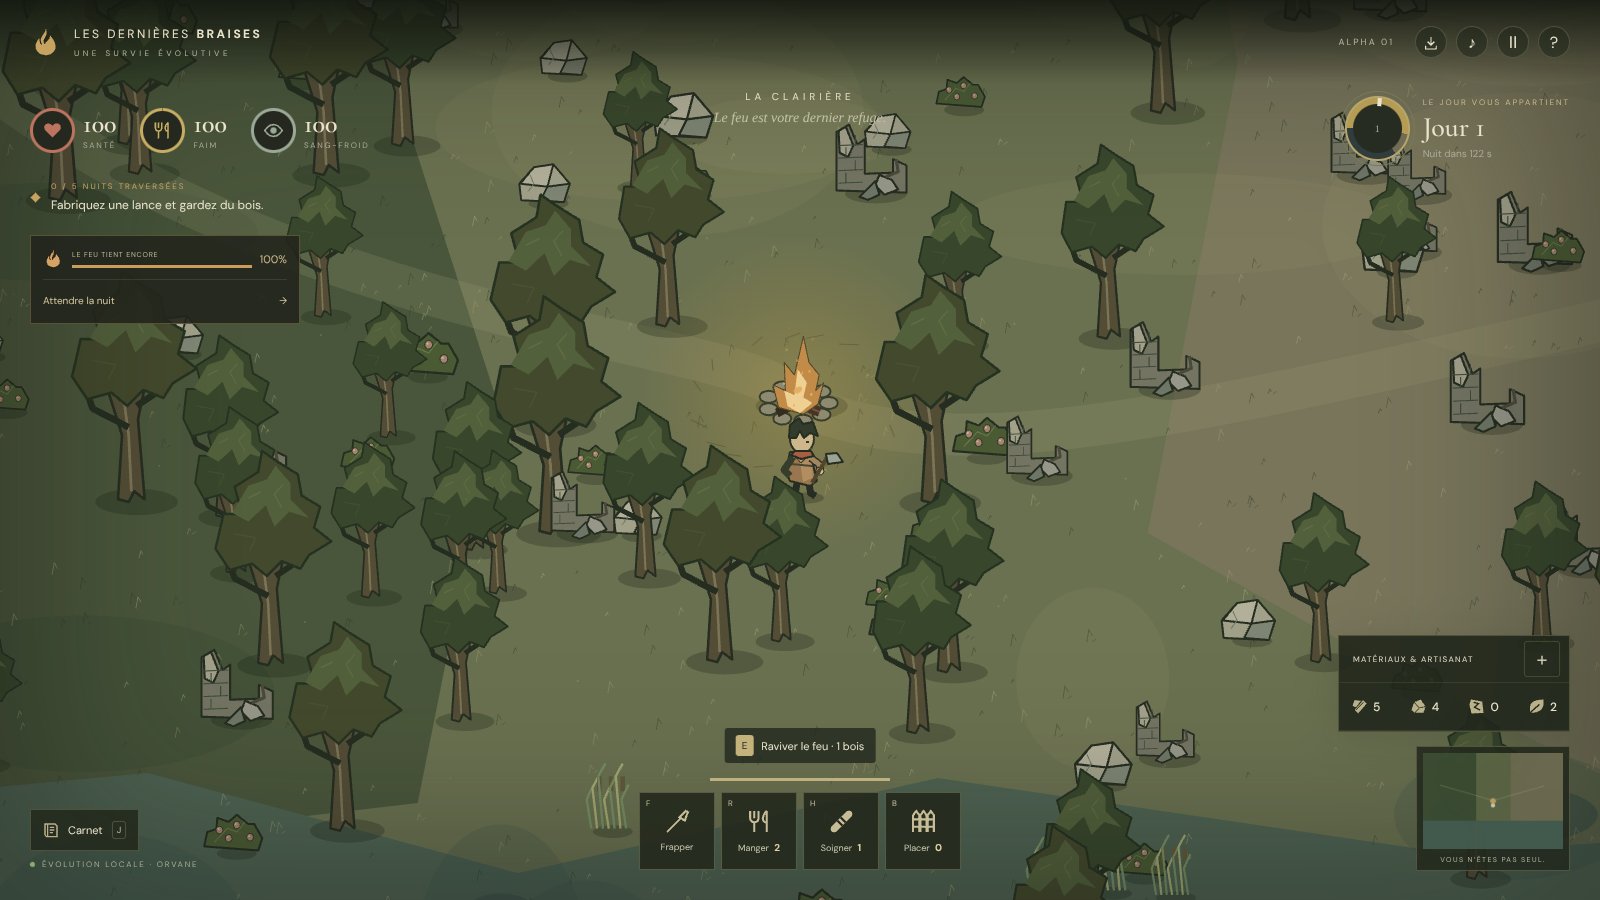 LES DERNIÈRES BRAISES
UNE SURVIE ÉVOLUTIVE
ALPHA 01
?
LA CLAIRIÈRE
Le feu est votre dernier refuge
LE JOUR VOUS APPARTIENT
1
Jour 1
Nuit dans 122 s
100
SANTÉ
100
FAIM
100
SANG-FROID
0 / 5 NUITS TRAVERSÉES
Fabriquez une lance et gardez du bois.
LE FEU TIENT ENCORE
100%
Attendre la nuit →
MATÉRIAUX & ARTISANAT +
5 4 0 2
E Raviver le feu · 1 bois
F
Frapper
R
Manger 2
H
Soigner 1
B
Placer 0
Carnet J
ÉVOLUTION LOCALE · ORVANE
VOUS N'ÊTES PAS SEUL.